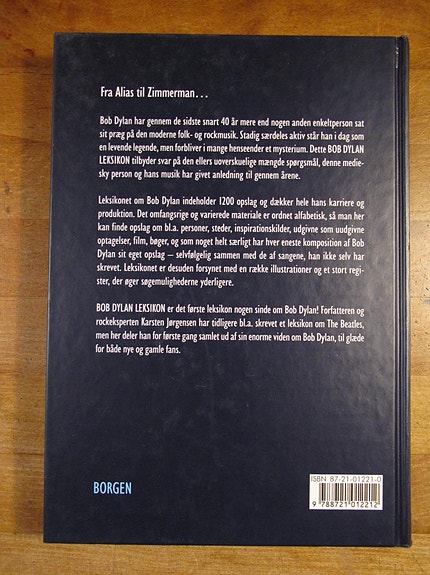 Fra Alias til Zimmerman...
Bob Dylan har gennem de sidste snart 40 år mere end nogen anden enkeltperson sat
sit præg på den moderne folk- og rockmusik. Stadig særdeles aktiv står han i dag som
en levende legende, men forbliver i mange henseender et mysterium. Dette BOB DYLAN
LEKSIKON tilbyder svar på den ellers uoverskuelige mængde spørgsmål, denne medie-
sky person og hans musik har givet anledning til gennem årene.
Leksikonet om Bob Dylan indeholder 1200 opslag og dækker hele hans karriere og
produktion. Det omfangsrige og varierede materiale er ordnet alfabetisk, så man her
kan finde opslag om bl.a. personer, steder, inspirationskilder, udgivne som uudgivne
optagelser, film, bøger, og som noget helt særligt har hver eneste komposition af Bob
Dylan sit eget opslag – selvfølgelig sammen med de af sangene, han ikke selv har
skrevet. Leksikonet er desuden forsynet med en række illustrationer og et stort regi-
ster, der øger søgemulighederne yderligere.
BOB DYLAN LEKSIKON er det første leksikon nogen sinde om Bob Dylan! Forfatteren og
rockeksperten Karsten Jørgensen har tidligere bl.a. skrevet et leksikon om The Beatles,
men her deler han for første gang samlet ud af sin enorme viden om Bob Dylan, til glæde
for både nye og gamle fans.
ISBN 87-21-01221-0
BORGEN
9 788721 012212